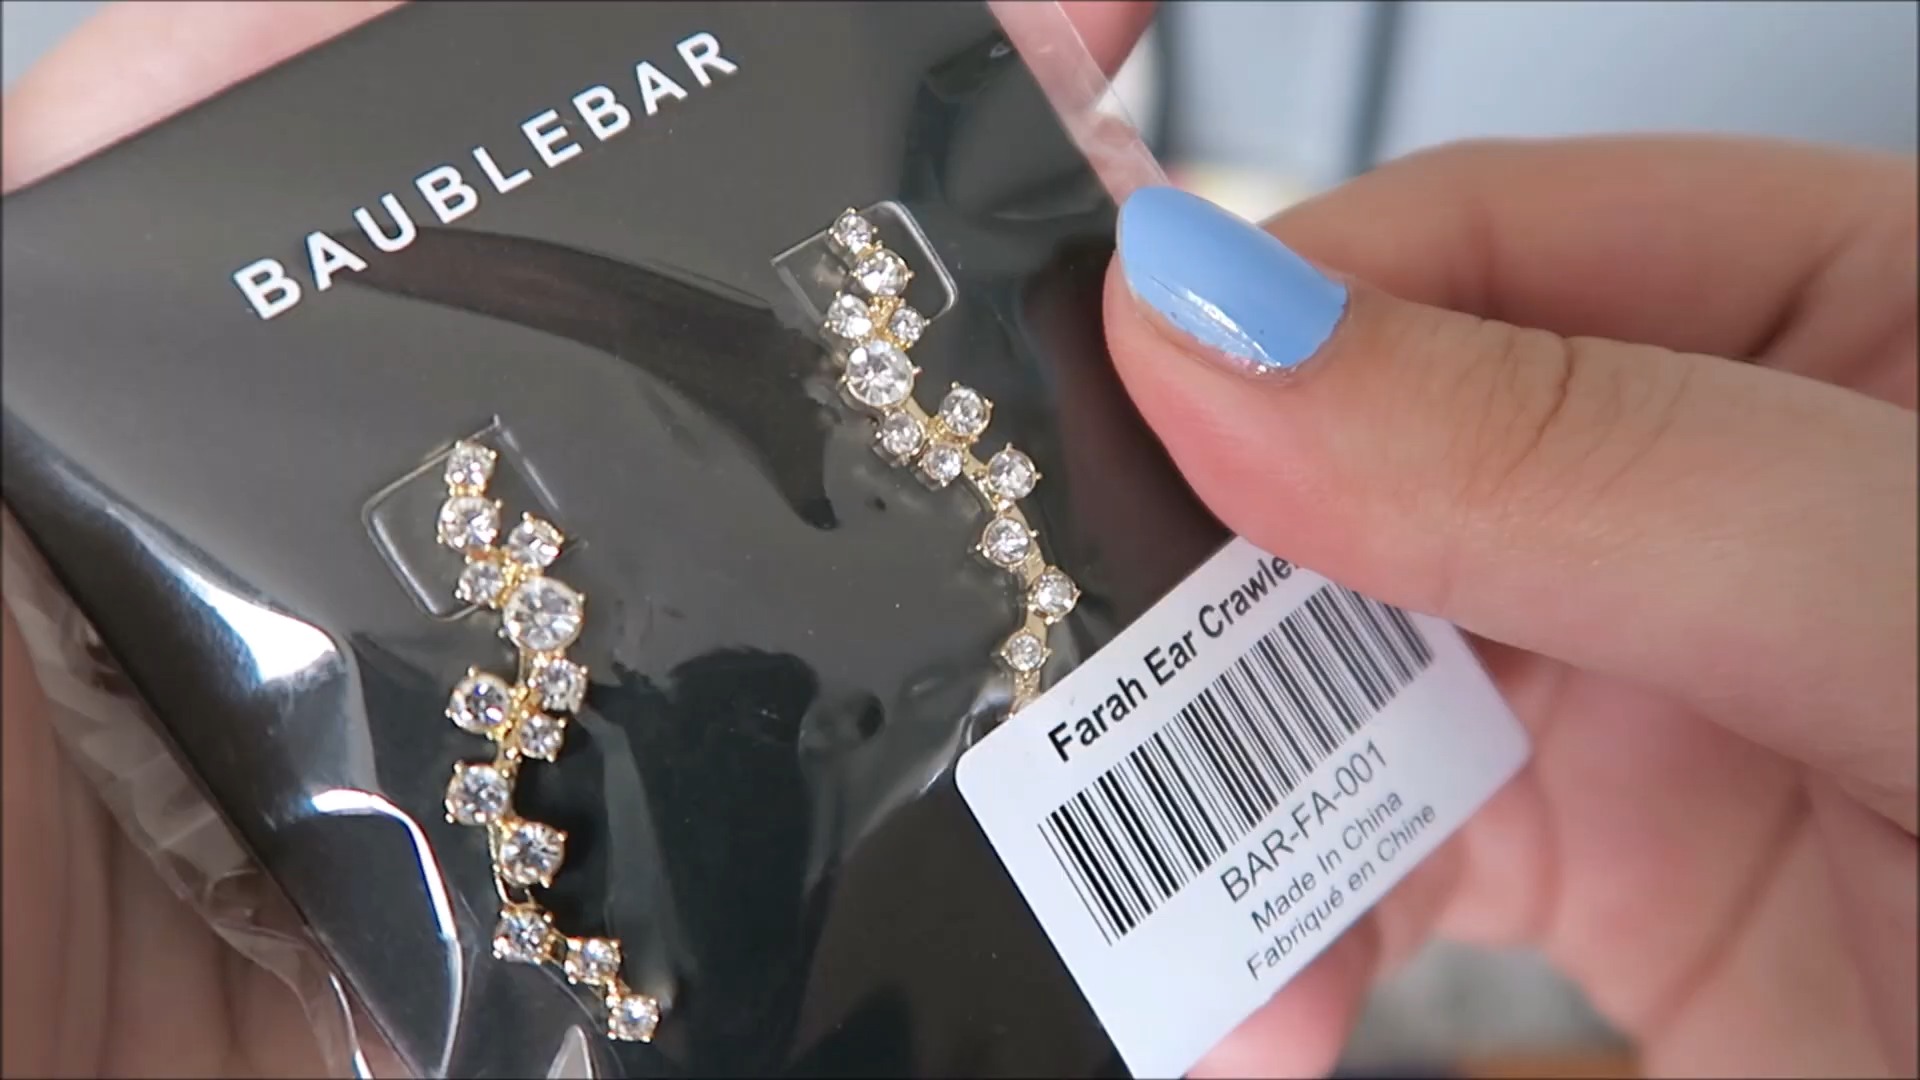 BAUBLEBAR
Farah Ear Crawle
BAR-FA-001
Made In China
Fabriqué en Chine